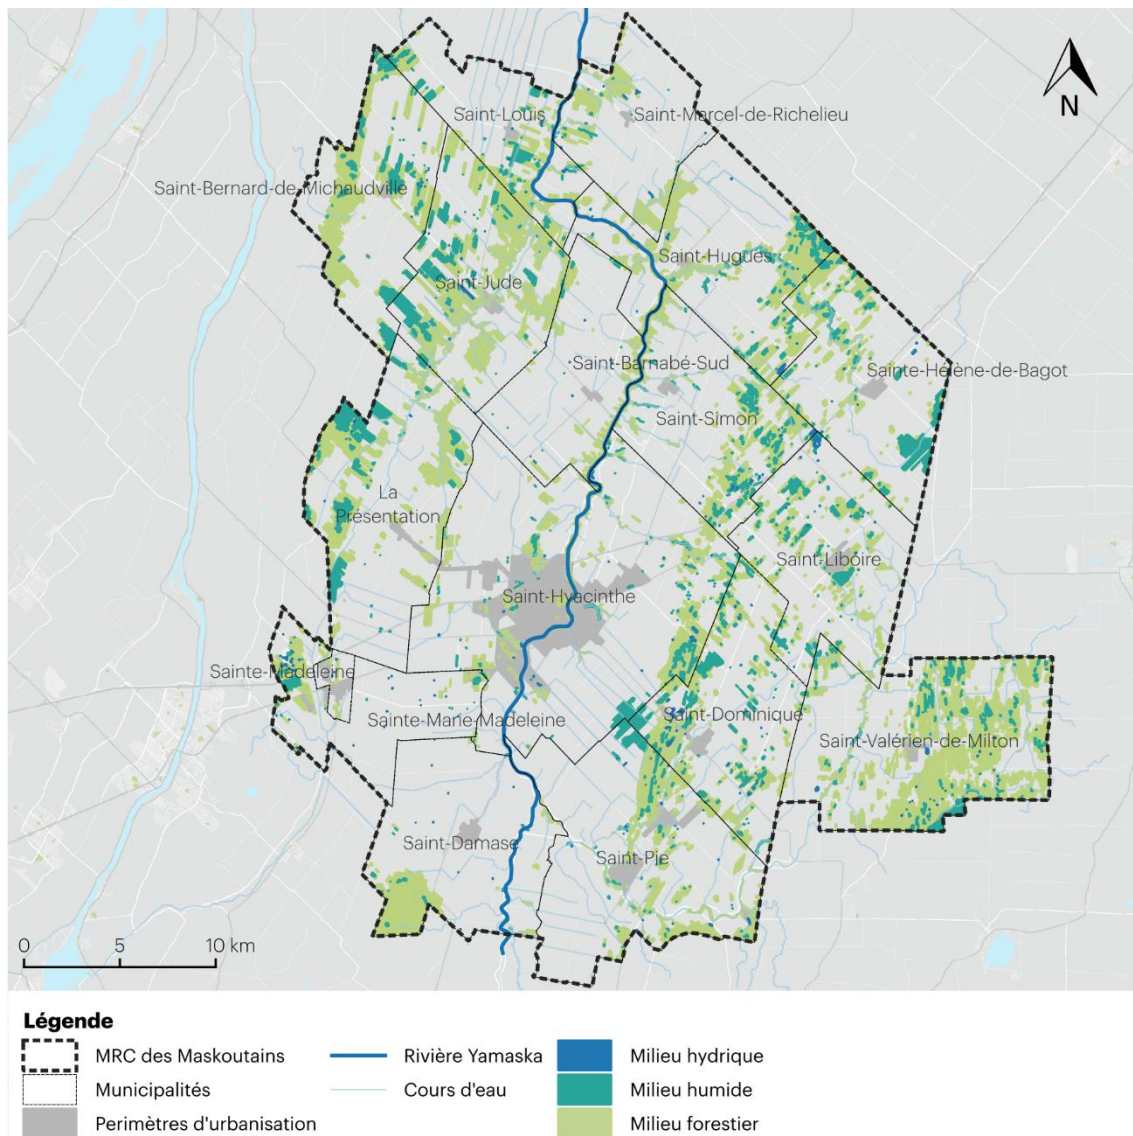 N
Saint-Louis
Saint-Marcel-de-Richelieu
Saint-Bernard-de-Michaudville
Saint-Hugues
Saint-Jude
Saint-Barnabé-Sud
Sainte-Hélène-de-Bagot
Saint-Simon
La
Présentation
Saint-Liboire
Saint-Hyacinthe
Sainte-Madeleine
Sainte-Marie-Madeleine
Saint-Dominique
Saint-Valérien-de-Milton
Saint-Damase
Saint-Pie
0 5 10 km
Légende
MRC des Maskoutains
Rivière Yamaska
Milieu hydrique
Municipalités
Cours d'eau
Milieu humide
Perimètres d'urbanisation
Milieu forestier